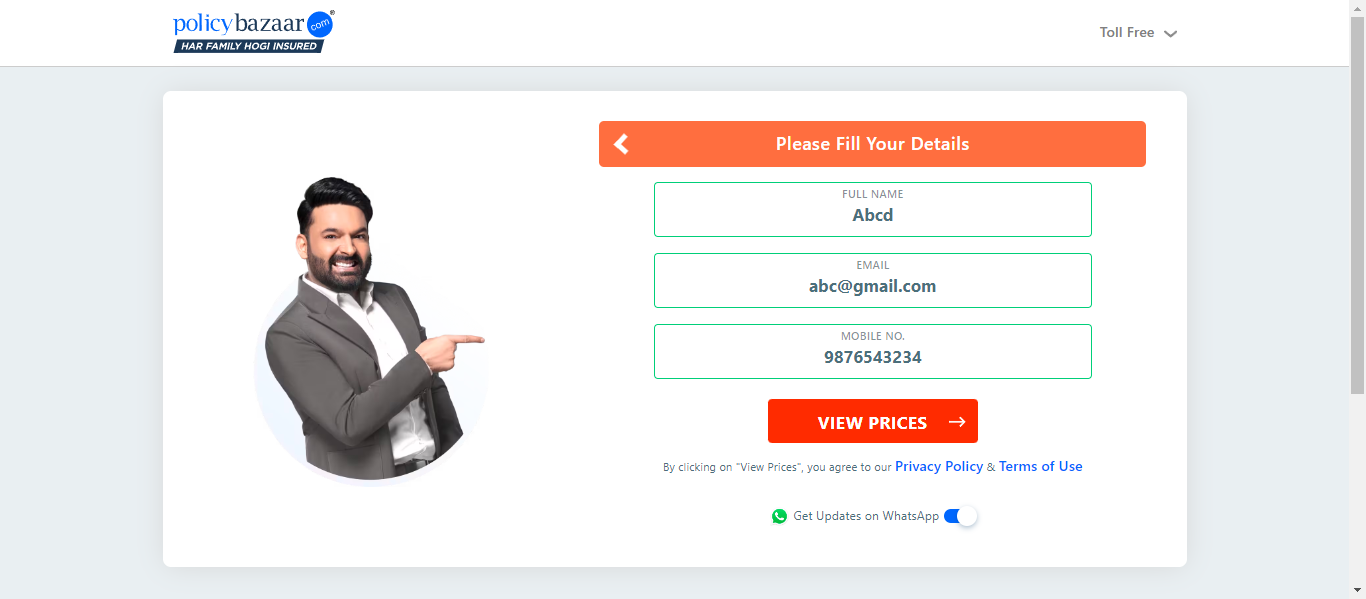 policybazaar.com®
HAR FAMILY HOGI INSURED
Toll Free
Please Fill Your Details
FULL NAME
Abcd
EMAIL
abc@gmail.com
MOBILE NO.
9876543234
VIEW PRICES →
By clicking on "View Prices", you agree to our Privacy Policy & Terms of Use
Get Updates on WhatsApp